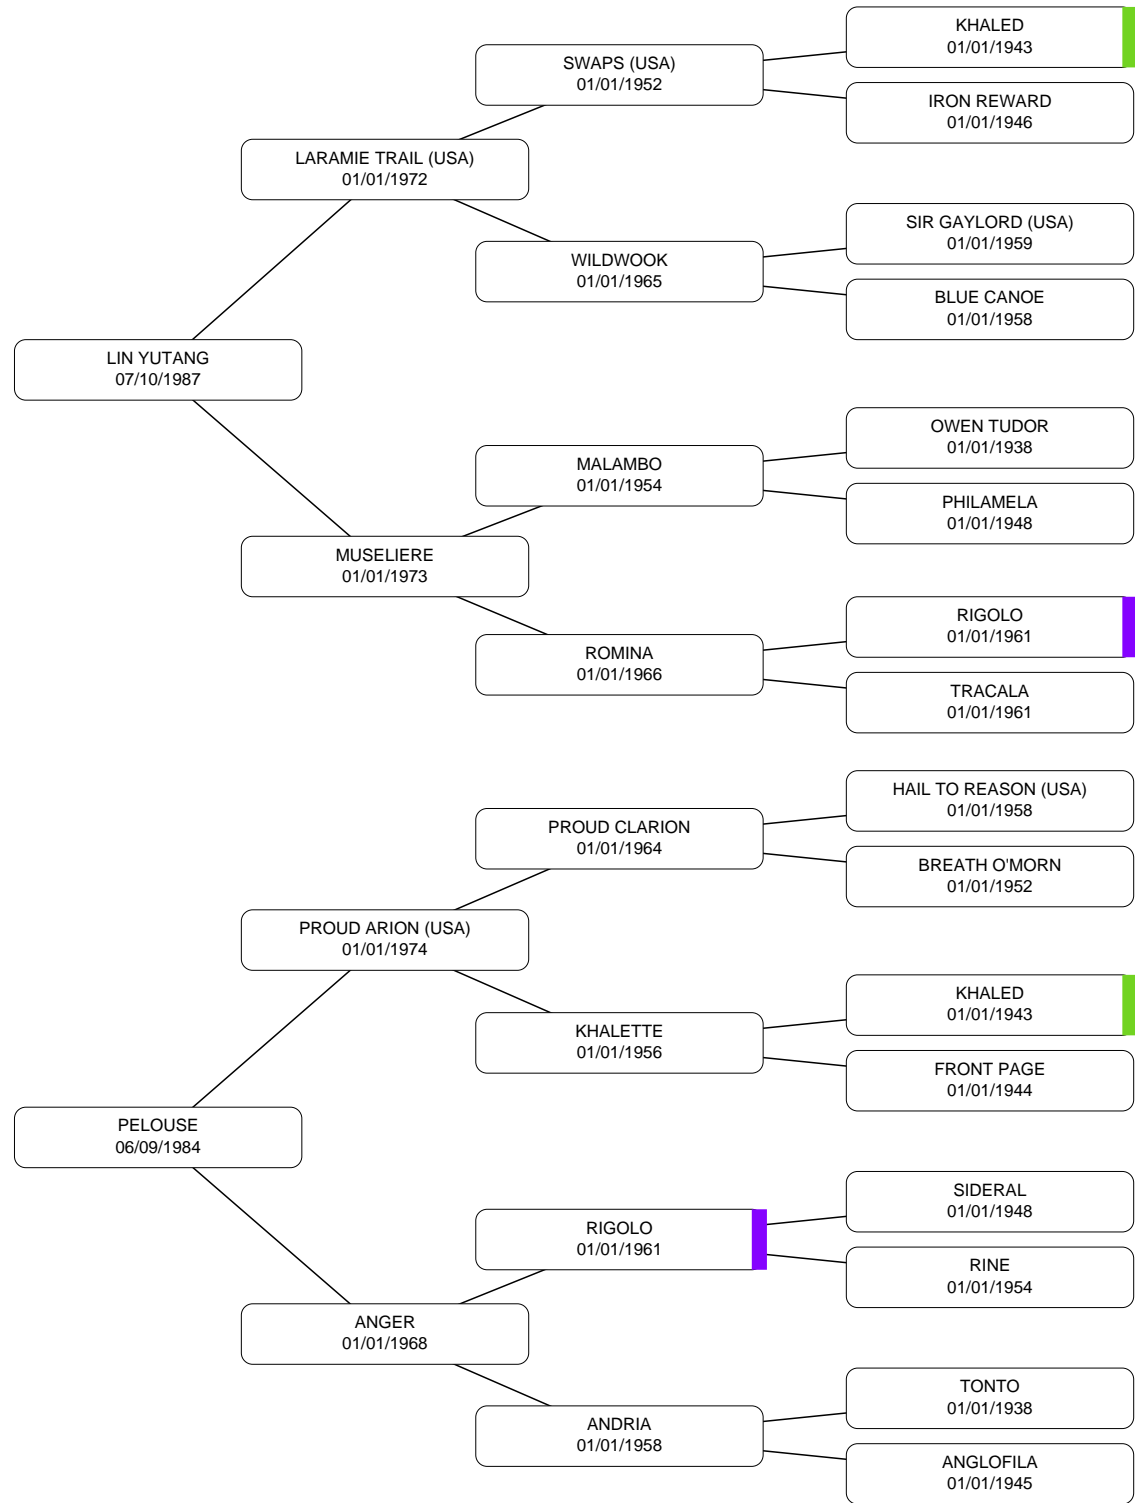 KHALED
01/01/1943
SWAPS (USA)
01/01/1952
IRON REWARD
01/01/1946
LARAMIE TRAIL (USA)
01/01/1972
SIR GAYLORD (USA)
01/01/1959
WILDWOOK
01/01/1965
BLUE CANOE
01/01/1958
LIN YUTANG
07/10/1987
OWEN TUDOR
01/01/1938
MALAMBO
01/01/1954
PHILAMELA
01/01/1948
MUSELIERE
01/01/1973
RIGOLO
01/01/1961
ROMINA
01/01/1966
TRACALA
01/01/1961
HAIL TO REASON (USA)
01/01/1958
PROUD CLARION
01/01/1964
BREATH O'MORN
01/01/1952
PROUD ARION (USA)
01/01/1974
KHALED
01/01/1943
KHALETTE
01/01/1956
FRONT PAGE
01/01/1944
PELOUSE
06/09/1984
SIDERAL
01/01/1948
RIGOLO
01/01/1961
RINE
01/01/1954
ANGER
01/01/1968
TONTO
01/01/1938
ANDRIA
01/01/1958
ANGLOFILA
01/01/1945